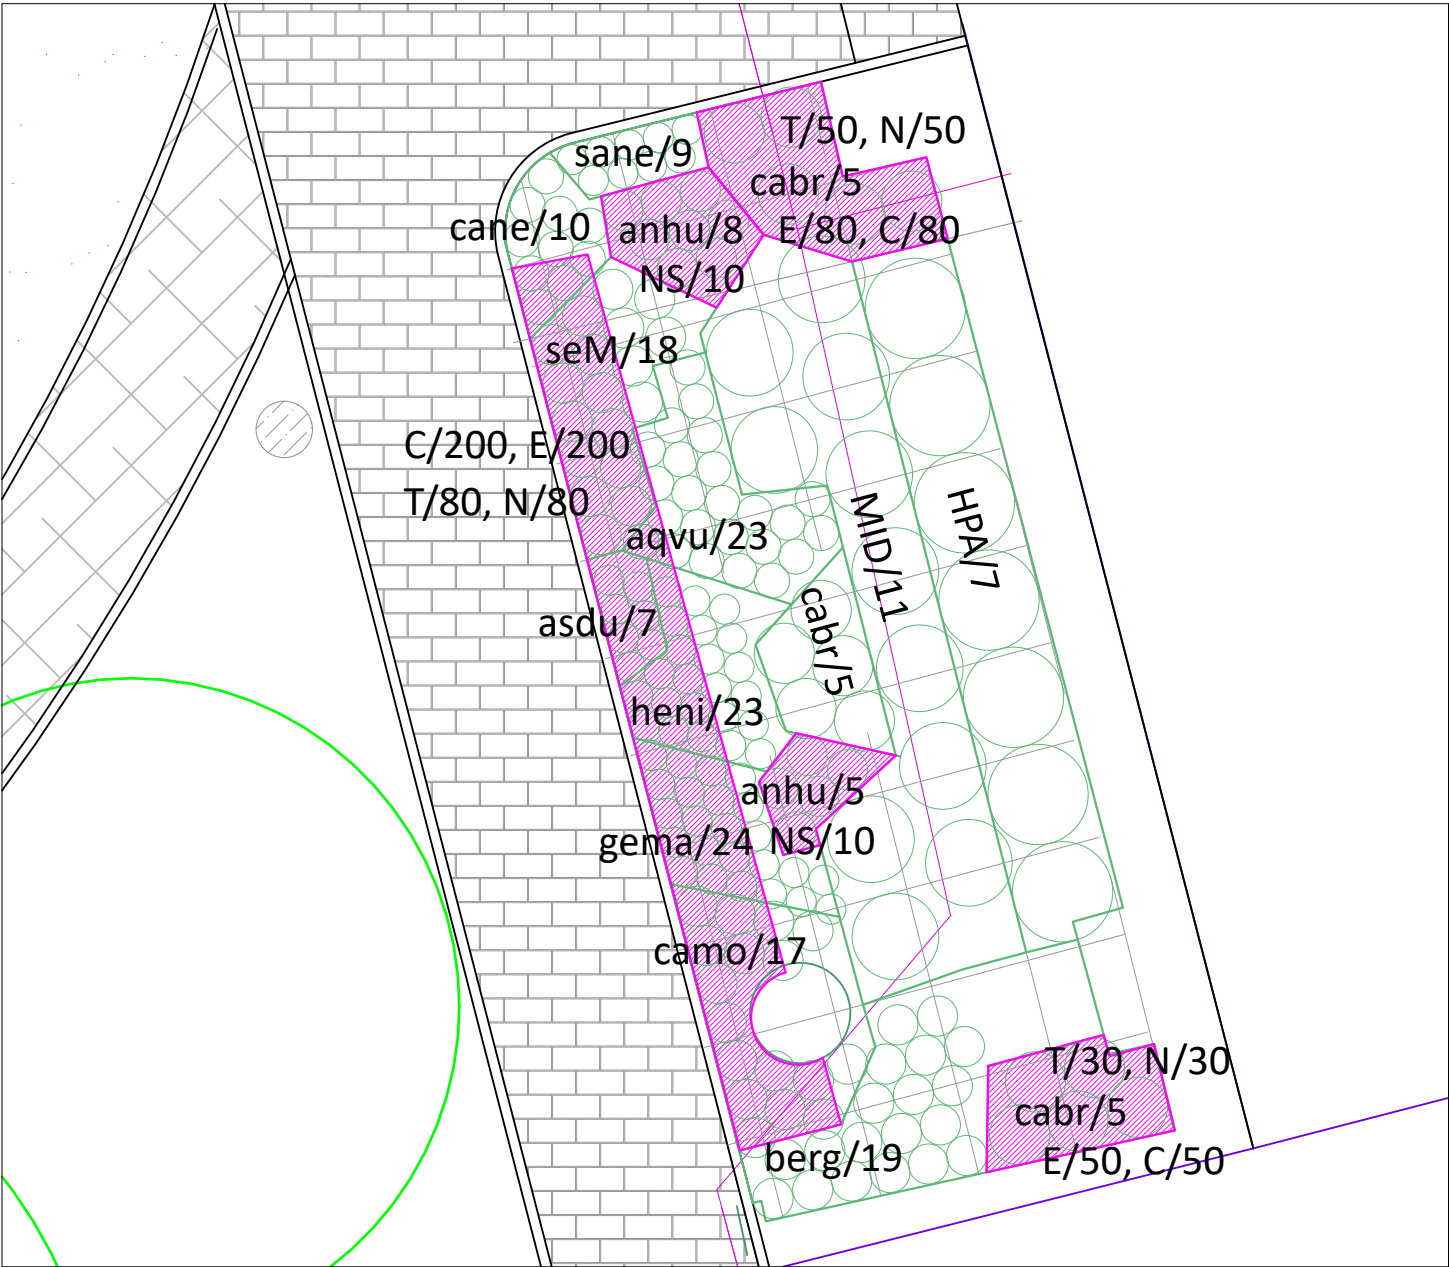 T/50, N/50
sane/9
cabr/5
cane/10
anhu/8
E/80, C/80
NS/10
seM/18
C/200, E/200
T/80, N/80
aqvu/23
MID/11
HPA/7
asdu/7
cabr/5
heni/23
anhu/5
gema/24
NS/10
camo/17
T/30, N/30
cabr/5
berg/19
E/50, C/50